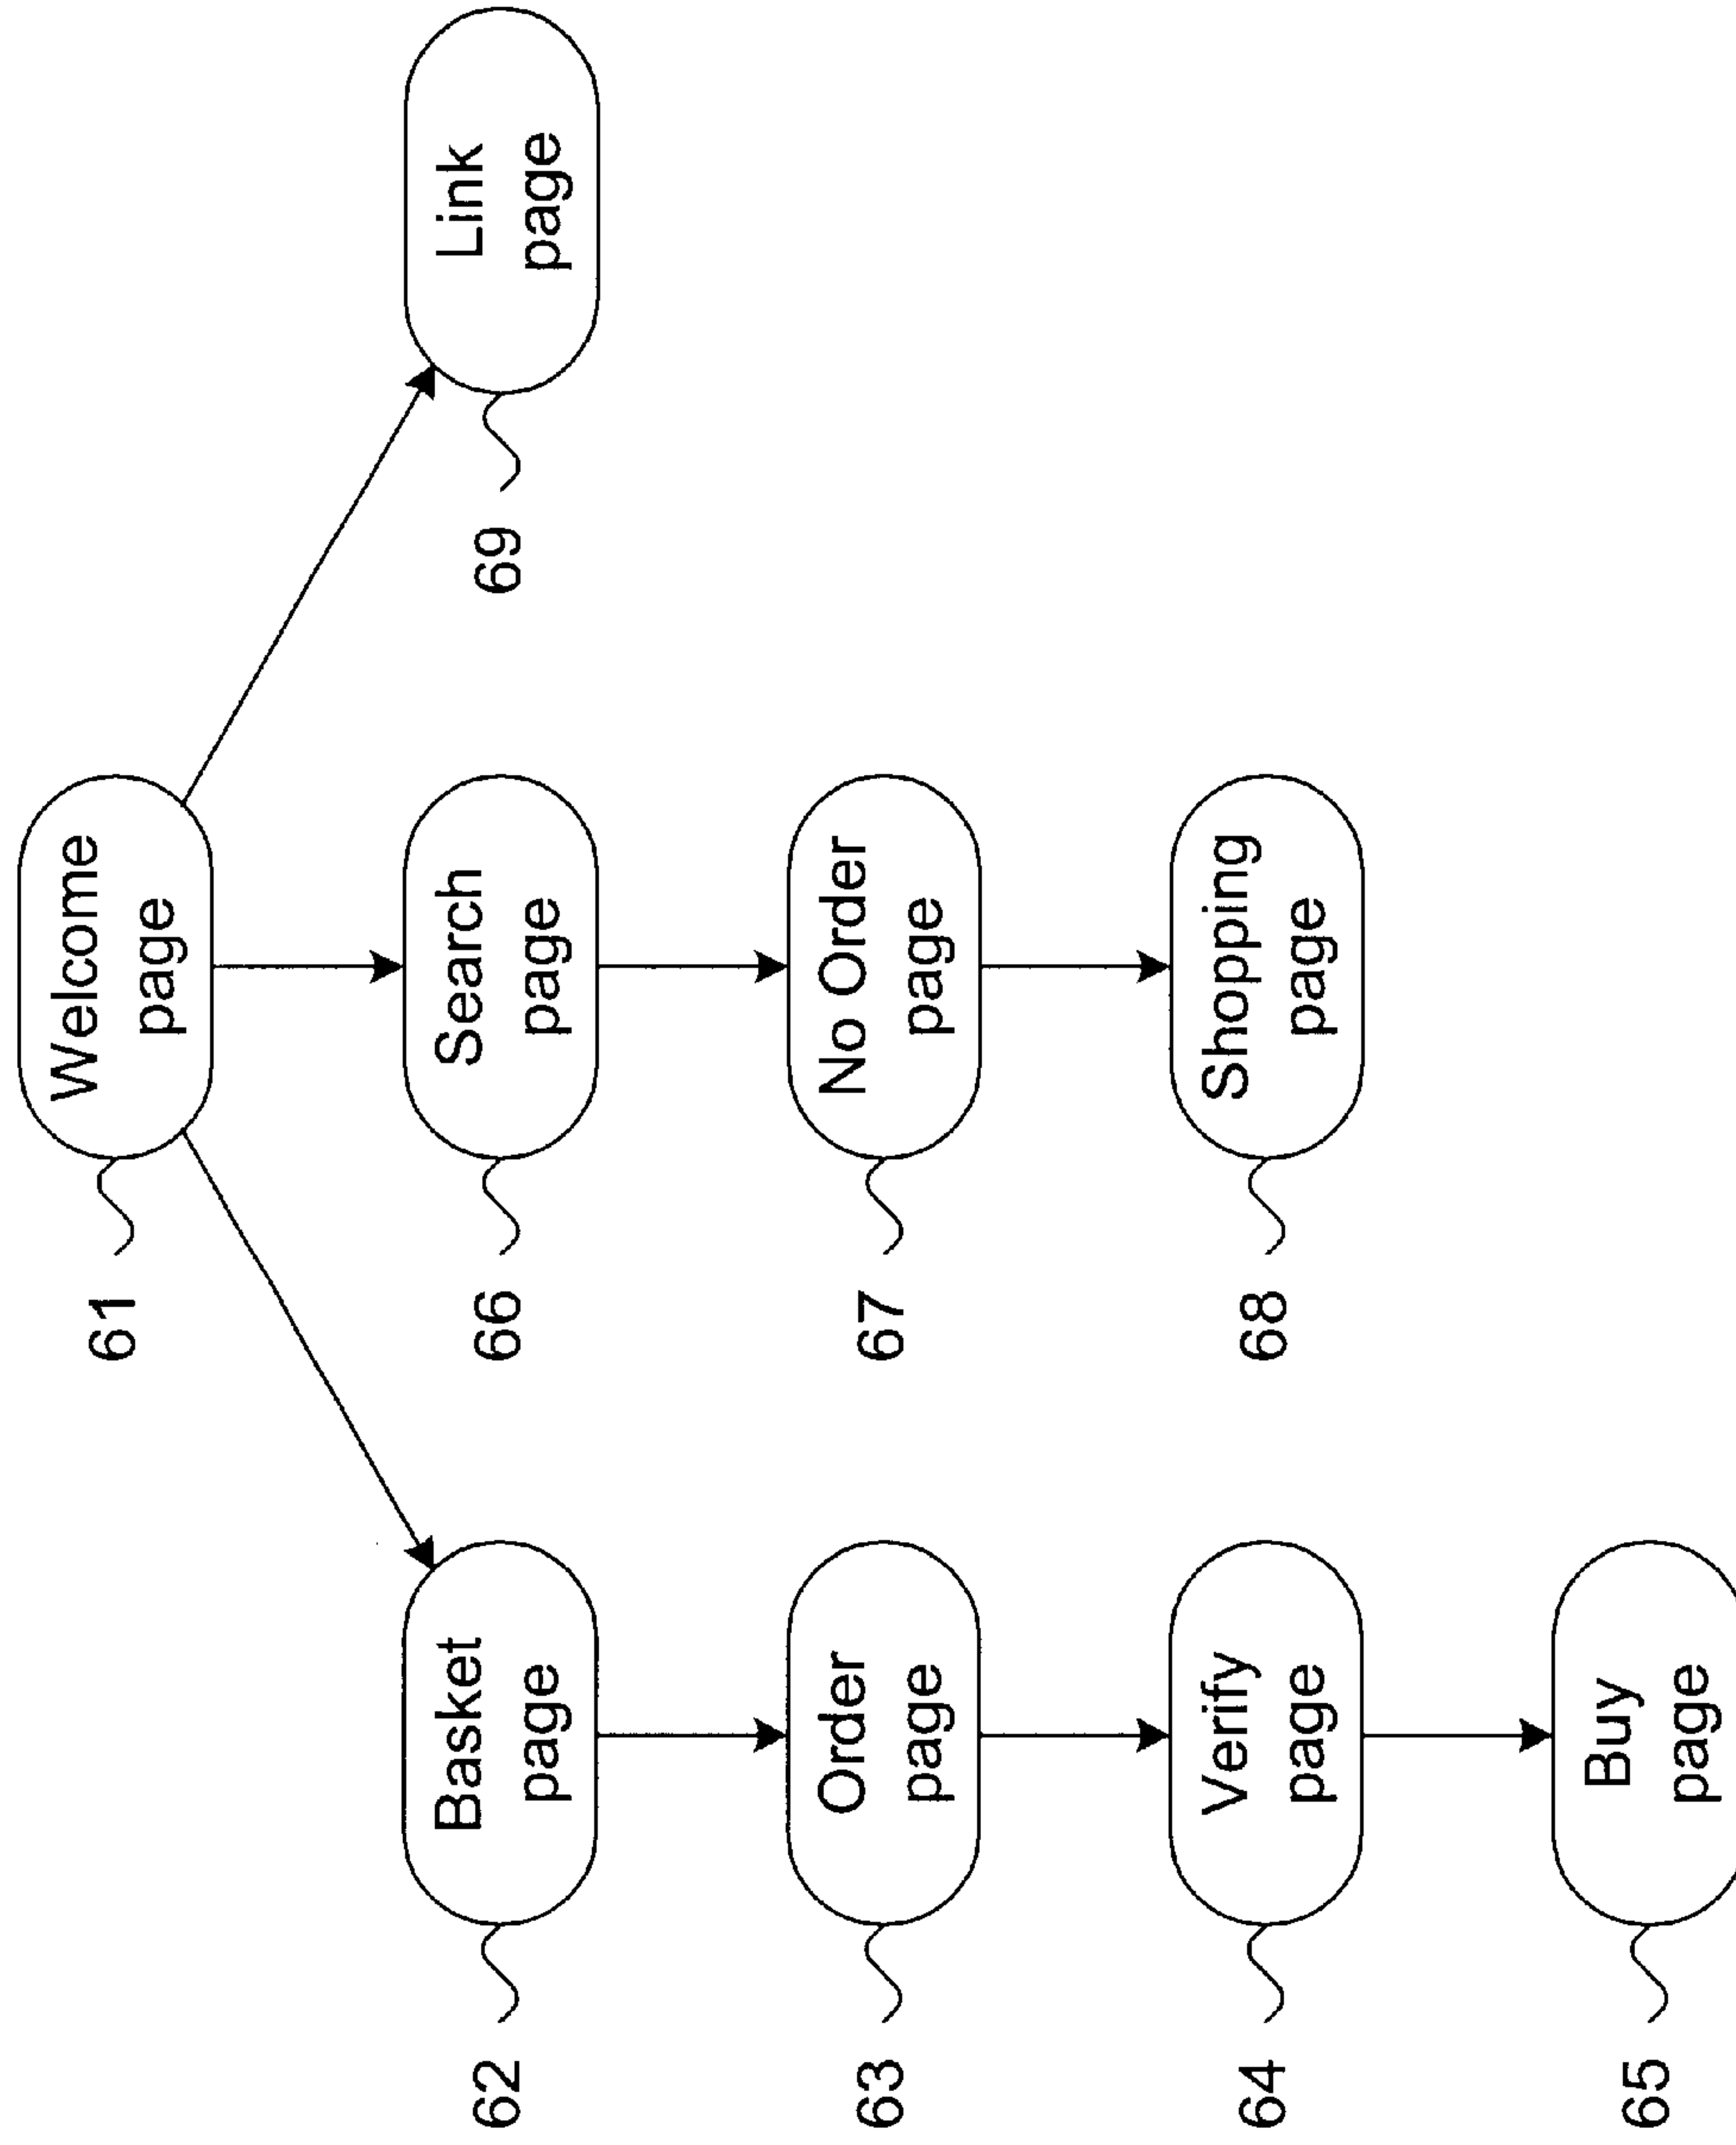 61
Welcome
page
62
Basket
page
66
Search
page
69
Link
page
63
Order
page
67
No Order
page
64
Verify
page
68
Shopping
page
65
Buy
page